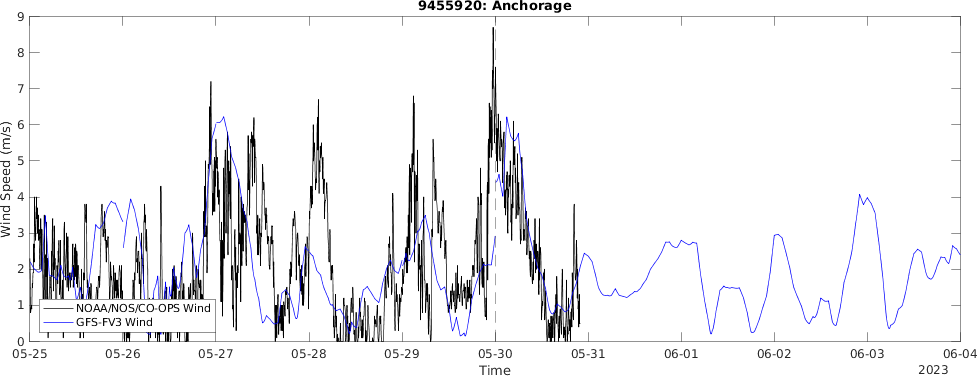 9455920: Anchorage
Wind Speed (m/s)
9
8
7
6
5
4
3
2
1
0
NOAA/NOS/CO-OPS Wind
GFS-FV3 Wind
05-25 05-26 05-27 05-28 05-29 05-30 05-31 06-01 06-02 06-03 06-04
Time
2023